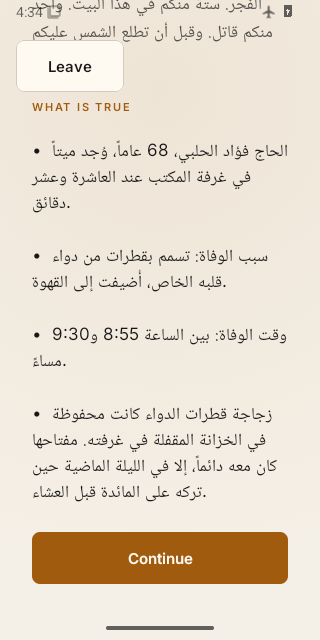 4:34
الفجر. ستة منكم في هذا البيت. واحد
منكم قاتل. وقبل أن تطلع الشمس عليكم
Leave
WHAT IS TRUE
• الحاج فؤاد الحلبي، 68 عاماً، وُجد ميتاً
في غرفة المكتب عند العاشرة وعشر
دقائق.
• سبب الوفاة: تسمم بقطرات من دواء
قلبه الخاص، أُضيفت إلى القهوة.
• وقت الوفاة: بين الساعة 8:55 و9:30
مساءً.
• زجاجة قطرات الدواء كانت محفوظة
في الخزانة المقفلة في غرفته. مفتاحها
كان معه دائماً، إلا في الليلة الماضية حين
تركه على المائدة قبل العشاء.
Continue